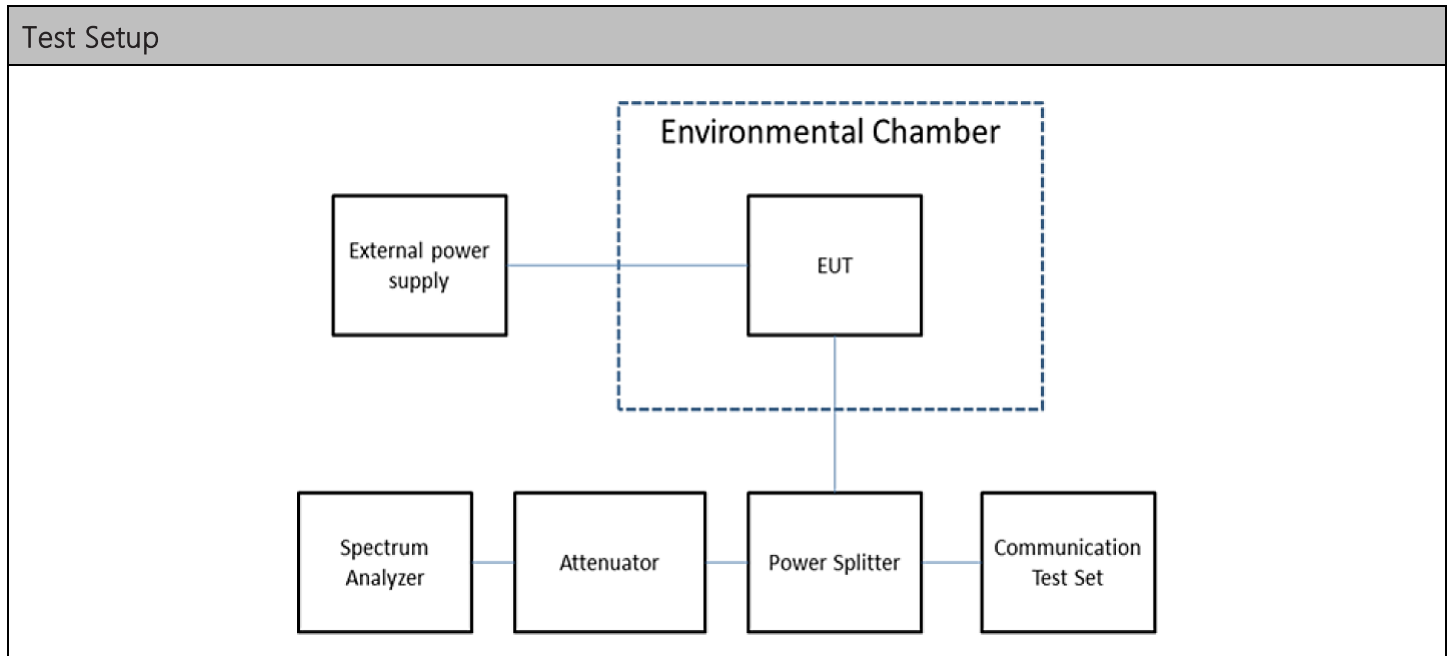 Test Setup
Environmental Chamber
External power
supply
EUT
Spectrum
Analyzer
Attenuator
Power Splitter
Communication
Test Set